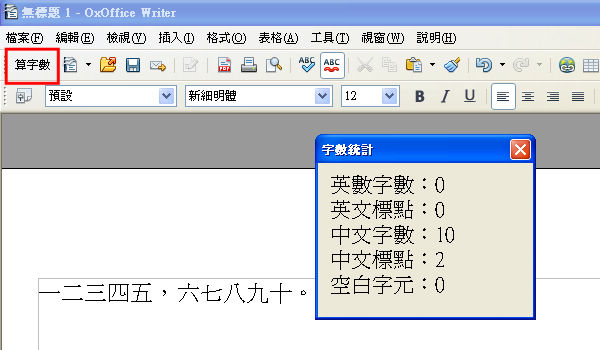 無標題 1 - OxOffice Writer
檔案(F) 編輯(E) 檢視(V) 插入(I) 格式(O) 表格(A) 工具(T) 視窗(W) 說明(H)
算字數 ABC ABC
預設 新細明體 12 B I U
字數統計
英數字數：0
英文標點：0
中文字數：10
中文標點：2
空白字元：0
一二三四五，六七八九十。